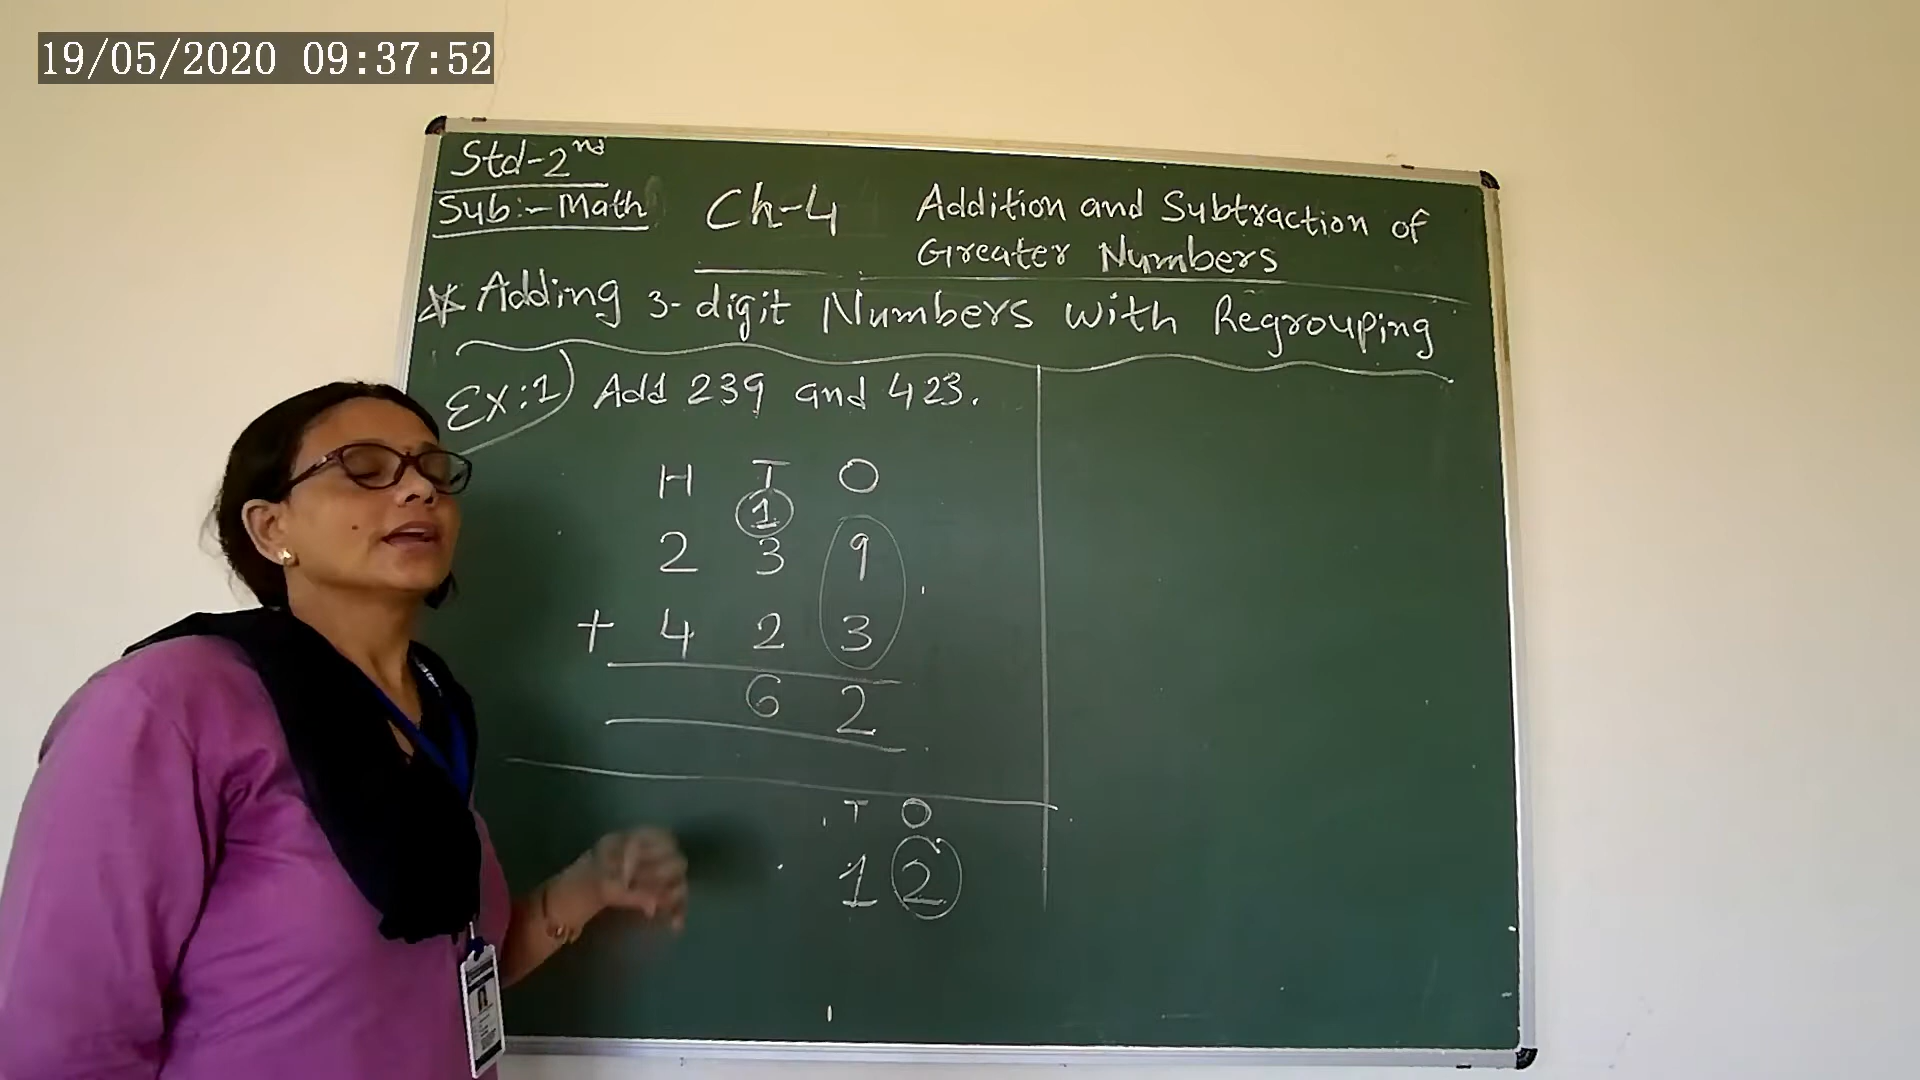 19/05/2020 09:37:52
Std-2nd
Sub:- Math
Ch-4
Addition and Subtraction of
Greater Numbers
* Adding 3-digit Numbers with Regrouping
Ex:1) Add 239 and 423.
H T O
1
2 3 9
+ 4 2 3
6 2
T O
1 2